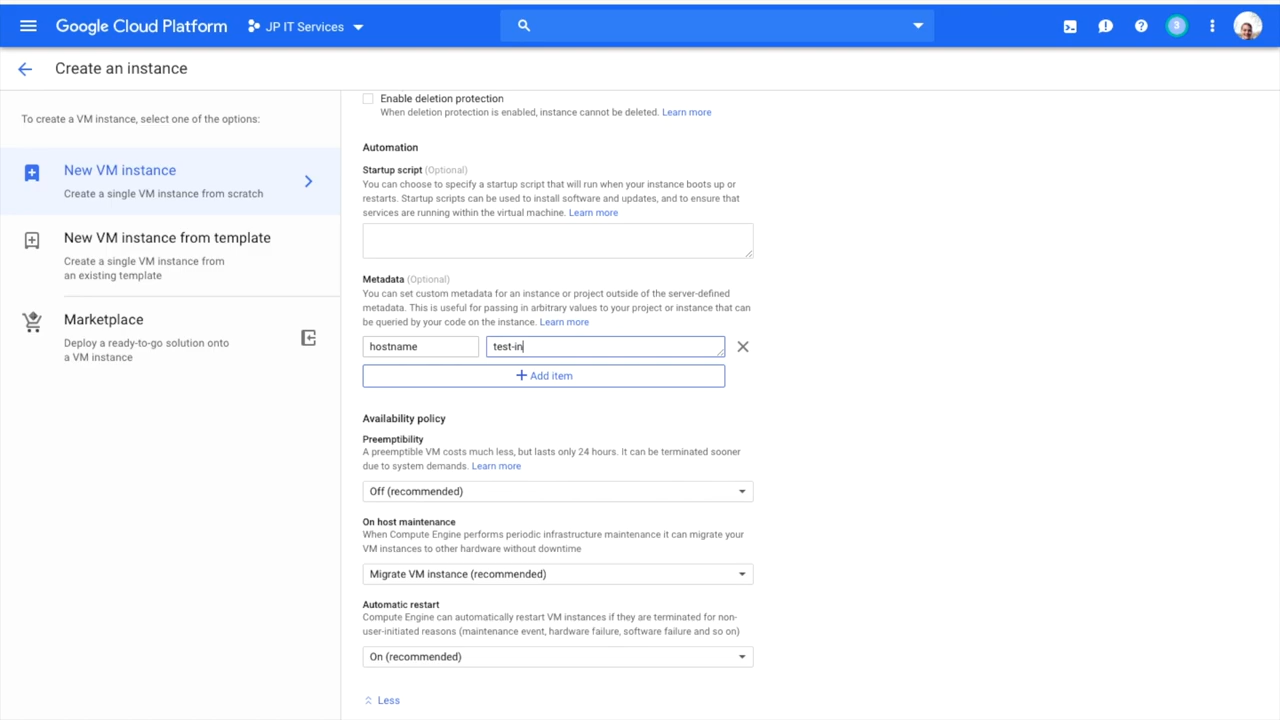 Google Cloud Platform
JP IT Services
3
Create an instance
To create a VM instance, select one of the options:
New VM instance
Create a single VM instance from scratch
New VM instance from template
Create a single VM instance from
an existing template
Marketplace
Deploy a ready-to-go solution onto
a VM instance
Enable deletion protection
When deletion protection is enabled, instance cannot be deleted. Learn more
Automation
Startup script (Optional)
You can choose to specify a startup script that will run when your instance boots up or
restarts. Startup scripts can be used to install software and updates, and to ensure that
services are running within the virtual machine. Learn more
Metadata (Optional)
You can set custom metadata for an instance or project outside of the server-defined
metadata. This is useful for passing in arbitrary values to your project or instance that can
be queried by your code on the instance. Learn more
hostname
test-in
+ Add item
Availability policy
Preemptibility
A preemptible VM costs much less, but lasts only 24 hours. It can be terminated sooner
due to system demands. Learn more
Off (recommended)
On host maintenance
When Compute Engine performs periodic infrastructure maintenance it can migrate your
VM instances to other hardware without downtime
Migrate VM instance (recommended)
Automatic restart
Compute Engine can automatically restart VM instances if they are terminated for non-
user-initiated reasons (maintenance event, hardware failure, software failure and so on)
On (recommended)
Less